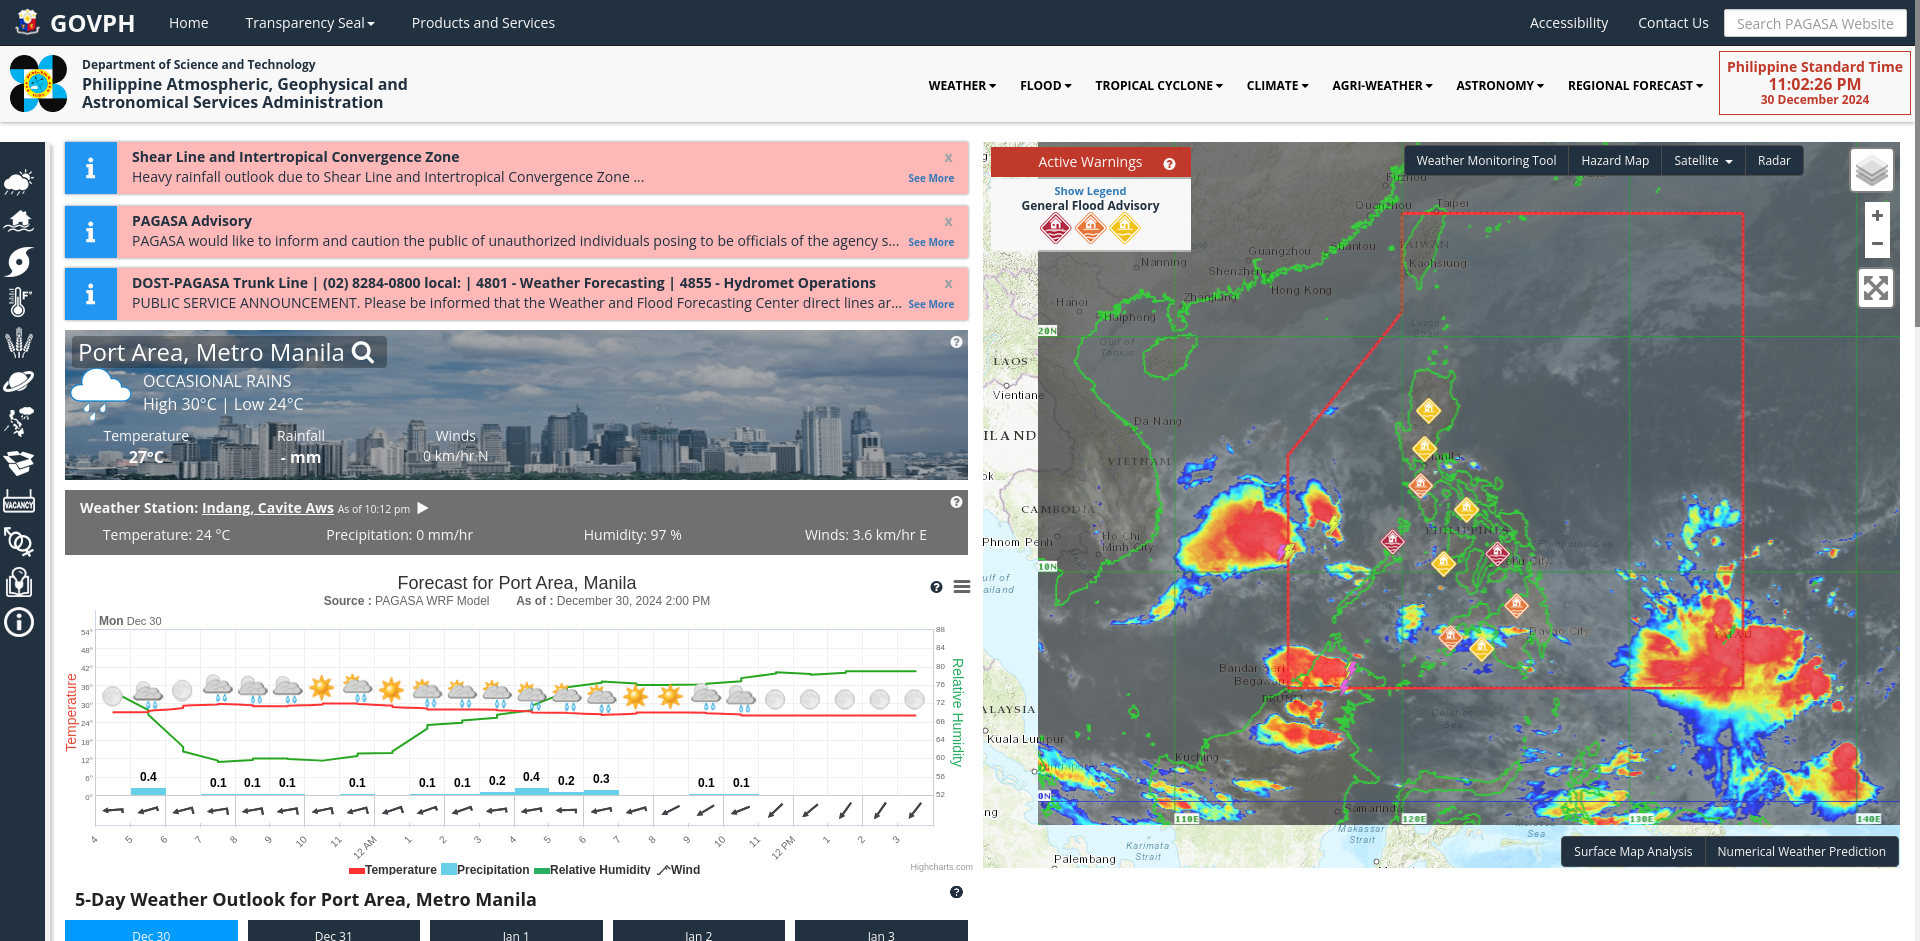 GOVPH
Home
Transparency Seal
Products and Services
Accessibility
Contact Us
Search PAGASA Website
Department of Science and Technology
Philippine Atmospheric, Geophysical and
Astronomical Services Administration
WEATHER
FLOOD
TROPICAL CYCLONE
CLIMATE
AGRI-WEATHER
ASTRONOMY
REGIONAL FORECAST
Philippine Standard Time
11:02:26 PM
30 December 2024
VACANCY
Shear Line and Intertropical Convergence Zone
x
Heavy rainfall outlook due to Shear Line and Intertropical Convergence Zone ...
See More
PAGASA Advisory
x
PAGASA would like to inform and caution the public of unauthorized individuals posing to be officials of the agency s...
See More
DOST-PAGASA Trunk Line | (02) 8284-0800 local: | 4801 - Weather Forecasting | 4855 - Hydromet Operations
x
PUBLIC SERVICE ANNOUNCEMENT. Please be informed that the Weather and Flood Forecasting Center direct lines ar...
See More
Port Area, Metro Manila
OCCASIONAL RAINS
High 30°C | Low 24°C
Temperature
Rainfall
Winds
27°C
- mm
0 km/hr N
Weather Station: Indang, Cavite Aws As of 10:12 pm
Temperature: 24 °C
Precipitation: 0 mm/hr
Humidity: 97 %
Winds: 3.6 km/hr E
Forecast for Port Area, Manila
Source : PAGASA WRF Model As of : December 30, 2024 2:00 PM
Mon Dec 30
Temperature
54°
48°
42°
36°
30°
24°
18°
12°
6°
0°
Relative Humidity
88
84
80
76
72
68
64
60
56
52
0.4
0.1
0.1
0.1
0.1
0.1
0.1
0.2
0.4
0.2
0.3
0.1
0.1
4
5
6
7
8
9
10
11
12 AM
1
2
3
4
5
6
7
8
9
10
11
12 PM
1
2
3
Temperature
Precipitation
Relative Humidity
Wind
Highcharts.com
5-Day Weather Outlook for Port Area, Metro Manila
Dec 30
Dec 31
Jan 1
Jan 2
Jan 3
Active Warnings
Show Legend
General Flood Advisory
Weather Monitoring Tool
Hazard Map
Satellite
Radar
+
−
Fuzhou
Quanzhou
Taipei
Guangzhou
Shantou
TAIWAN
Nanning
Shenzhen
Kaohsiung
Hanoi
Zhanjiang
Hong Kong
Haiphong
20N
Luzon
Strait
Gulf of
Tonkin
LAOS
Vientiane
Da Nang
ILAND
VIETNAM
Manila
ok
CAMBODIA
PHILIPPINES
Phnom Penh
Ho Chi
Minh City
Philippine Sea
10N
ulf of
ailand
Davao City
PALAU
Bandar Seri
Begawan
BRUNEI
ALAYSIA
Celebes
Sea
Kuala Lumpur
Kuching
Singapore
0N
Samarinda
ng
110E
120E
130E
140E
Makassar
Strait
Molucca
Sea
Karimata
Strait
Palembang
Surface Map Analysis
Numerical Weather Prediction